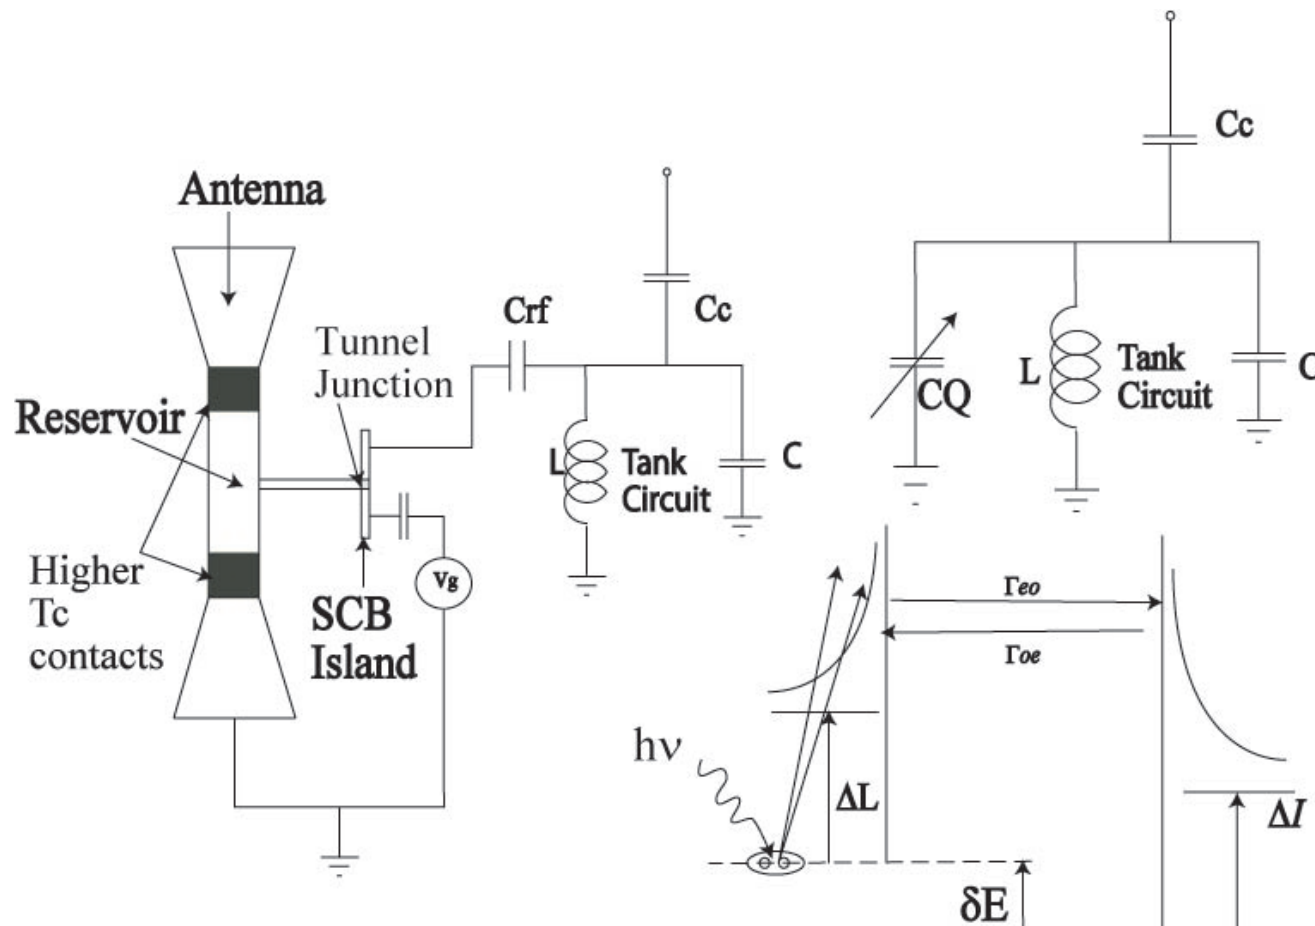 Antenna
Reservoir
Higher
Tc
contacts
Tunnel
Junction
SCB
Island
Vg
Crf
Cc
L
Tank
Circuit
C
Cc
CQ
L
Tank
Circuit
C
Γeo
Γoe
hν
ΔL
δE
ΔI